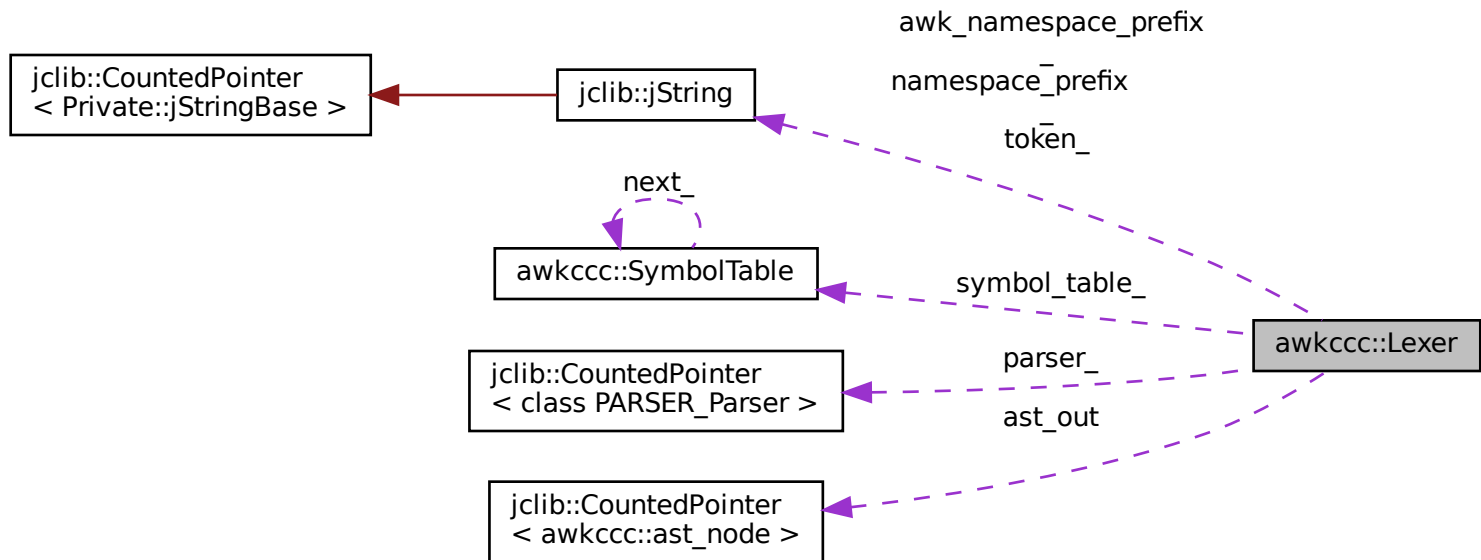 awk_namespace_prefix
_
namespace_prefix
_
token_
jclib::CountedPointer
< Private::jStringBase >
jclib::jString
next_
awkccc::SymbolTable
symbol_table_
awkccc::Lexer
jclib::CountedPointer
< class PARSER_Parser >
parser_
ast_out
jclib::CountedPointer
< awkccc::ast_node >